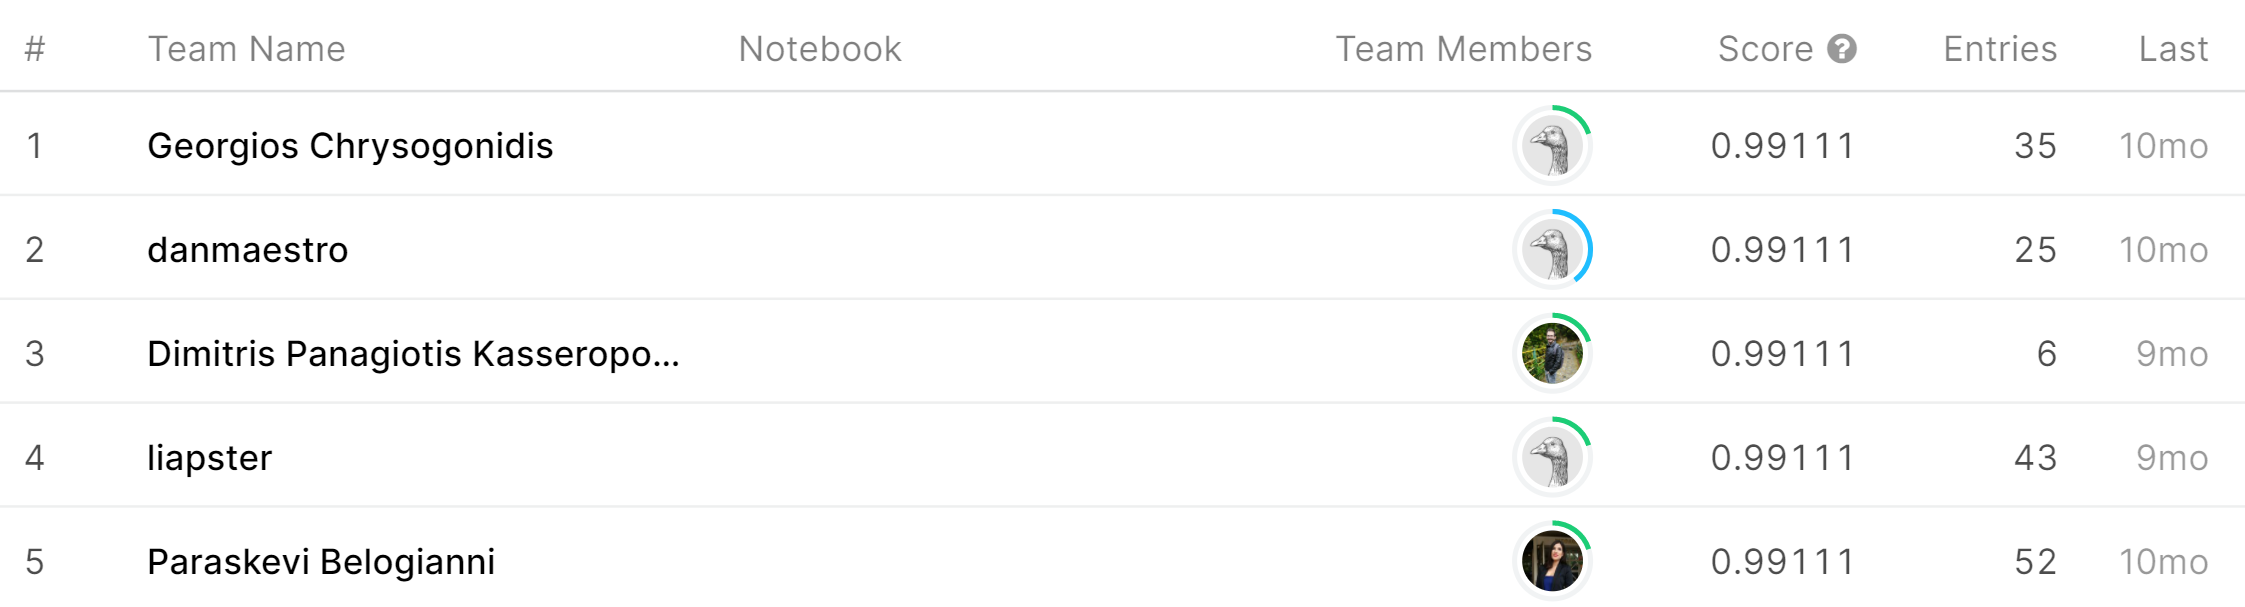 # Team Name Notebook Team Members Score ? Entries Last
1 Georgios Chrysogonidis 0.99111 35 10mo
2 danmaestro 0.99111 25 10mo
3 Dimitris Panagiotis Kasseropo... 0.99111 6 9mo
4 liapster 0.99111 43 9mo
5 Paraskevi Belogianni 0.99111 52 10mo